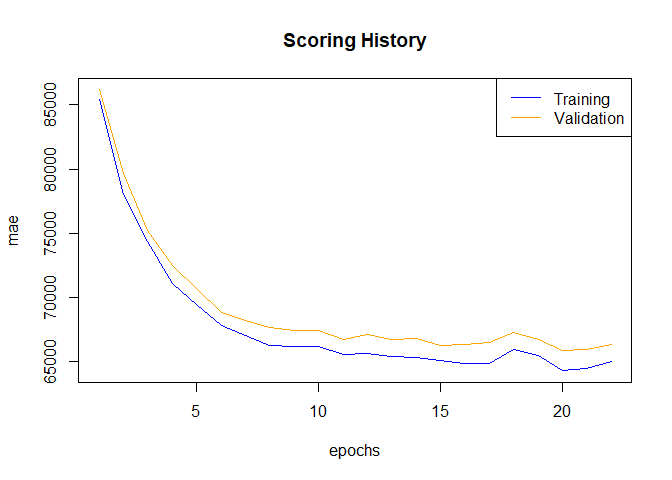 Scoring History
Training
Validation
85000
80000
75000
70000
65000
mae
5 10 15 20
epochs